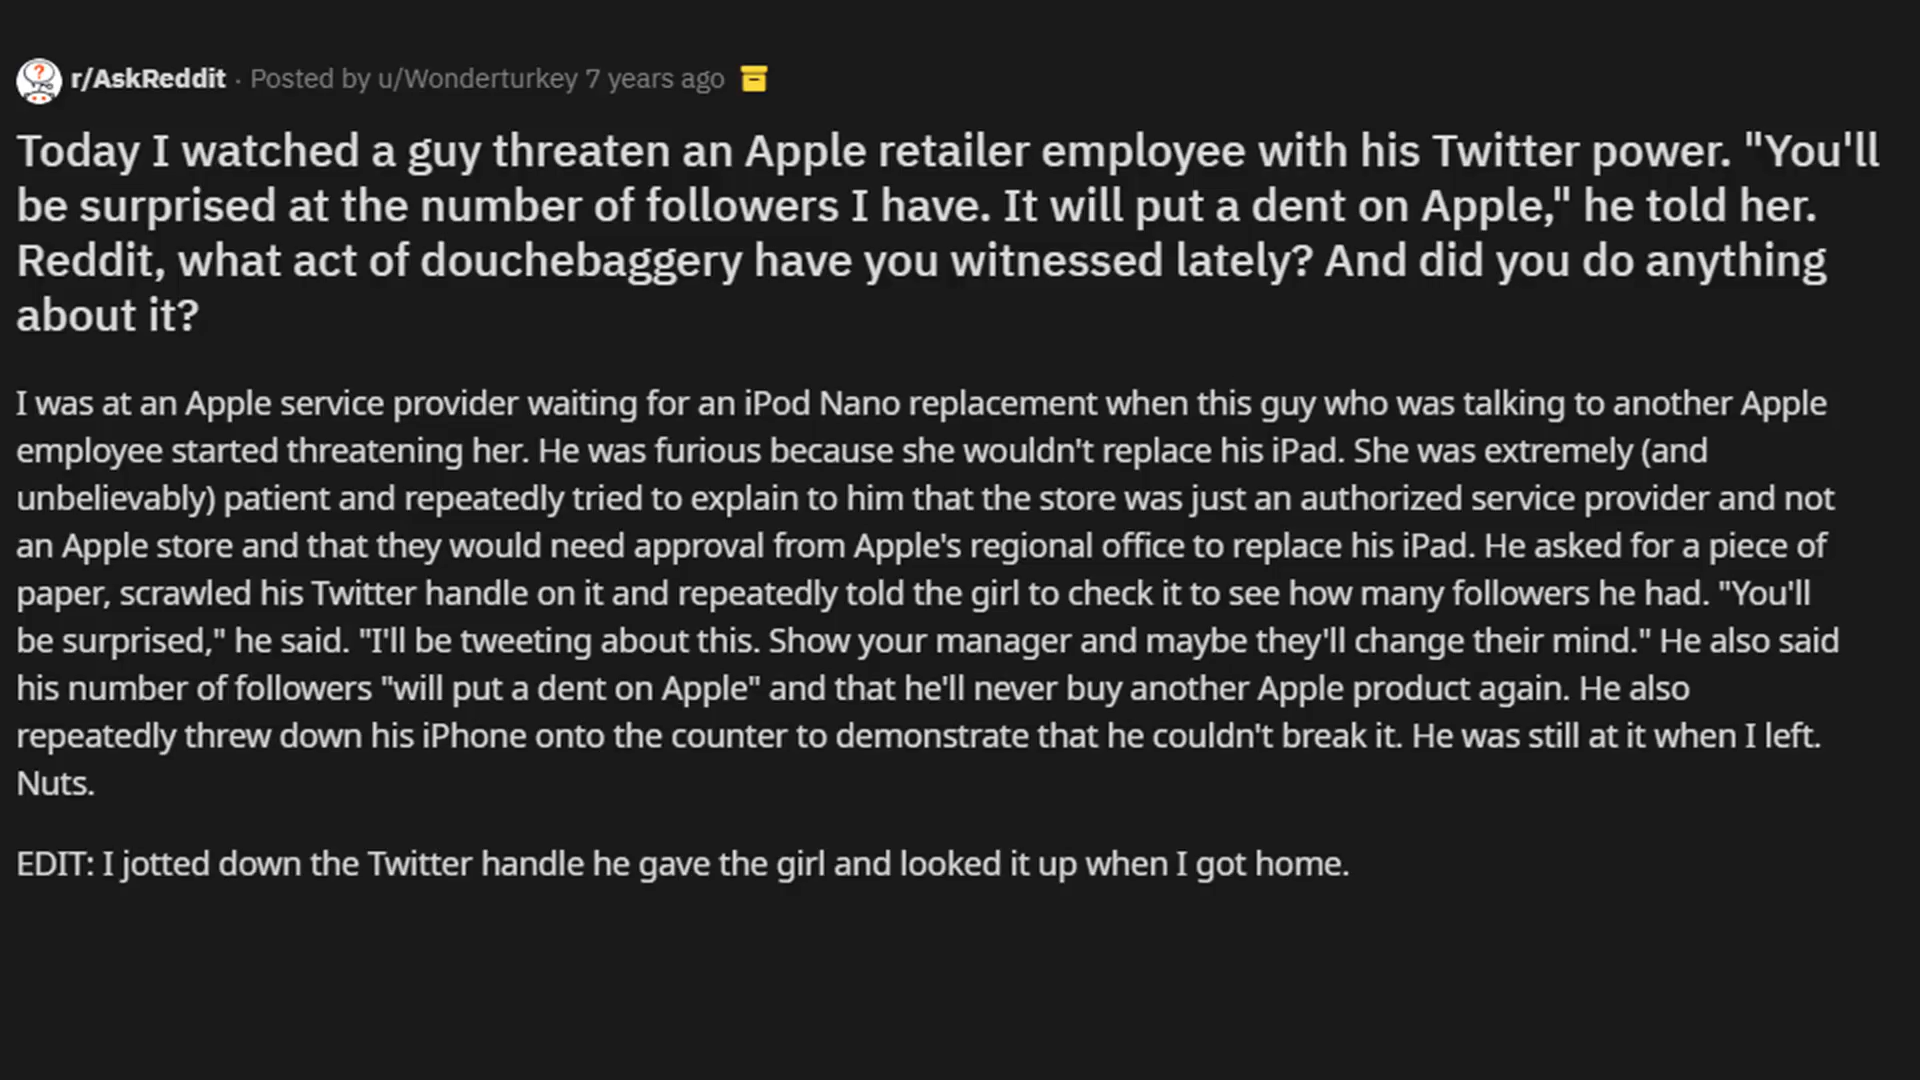 r/AskReddit · Posted by u/Wonderturkey 7 years ago
Today I watched a guy threaten an Apple retailer employee with his Twitter power. "You'll
be surprised at the number of followers I have. It will put a dent on Apple," he told her.
Reddit, what act of douchebaggery have you witnessed lately? And did you do anything
about it?
I was at an Apple service provider waiting for an iPod Nano replacement when this guy who was talking to another Apple
employee started threatening her. He was furious because she wouldn't replace his iPad. She was extremely (and
unbelievably) patient and repeatedly tried to explain to him that the store was just an authorized service provider and not
an Apple store and that they would need approval from Apple's regional office to replace his iPad. He asked for a piece of
paper, scrawled his Twitter handle on it and repeatedly told the girl to check it to see how many followers he had. "You'll
be surprised," he said. "I'll be tweeting about this. Show your manager and maybe they'll change their mind." He also said
his number of followers "will put a dent on Apple" and that he'll never buy another Apple product again. He also
repeatedly threw down his iPhone onto the counter to demonstrate that he couldn't break it. He was still at it when I left.
Nuts.
EDIT: I jotted down the Twitter handle he gave the girl and looked it up when I got home.